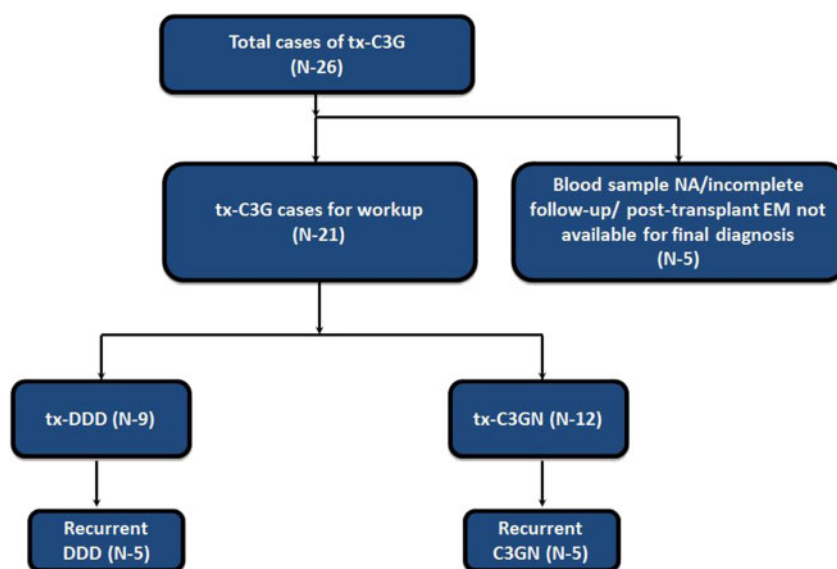 Total cases of tx-C3G
(N-26)
tx-C3G cases for workup
(N-21)
Blood sample NA/incomplete
follow-up/ post-transplant EM not
available for final diagnosis
(N-5)
tx-DDD (N-9)
tx-C3GN (N-12)
Recurrent
DDD (N-5)
Recurrent
C3GN (N-5)